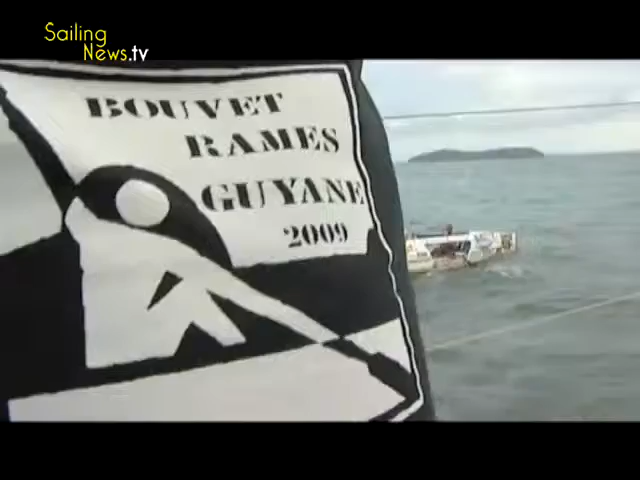 Sailing
News.tv
BOUVET
RAMES
GUYANE
2009